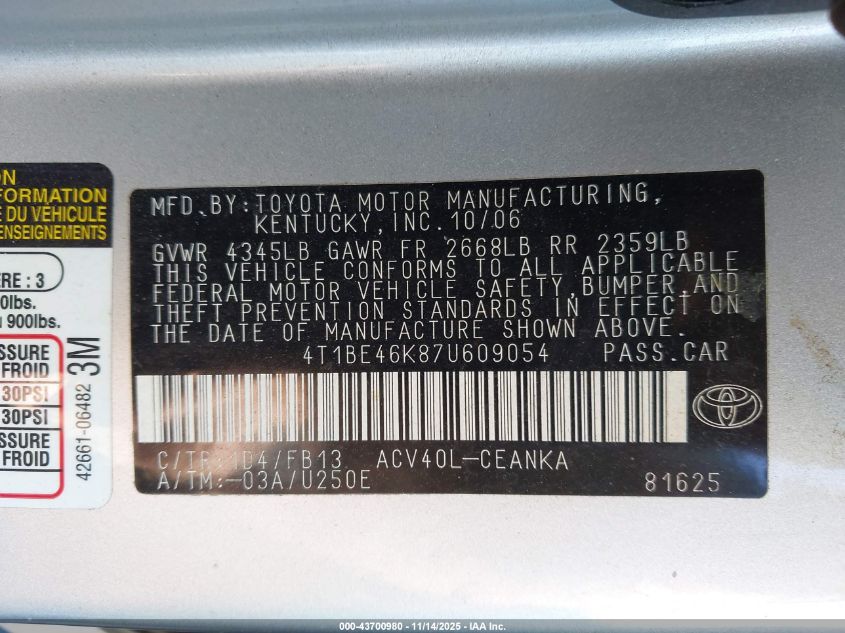 ON
FORMATION
DU VÉHICULE
ENSEIGNEMENTS
ERE : 3
0lbs.
900lbs.
SSURE
FROID
30PSI
30PSI
SSURE
FROID
42661-06482 3M
MFD. BY: TOYOTA MOTOR MANUFACTURING,
KENTUCKY, INC. 10/06
GVWR 4345LB GAWR FR 2668LB RR 2359LB
THIS VEHICLE CONFORMS TO ALL APPLICABLE
FEDERAL MOTOR VEHICLE SAFETY, BUMPER, AND
THEFT PREVENTION STANDARDS IN EFFECT ON
THE DATE OF MANUFACTURE SHOWN ABOVE.
4T1BE46K87U609054 PASS.CAR
C/TR:1D4/FB13 ACV40L-CEANKA
A/TM:-03A/U250E 81625
000-43700980 - 11/14/2025 - IAA Inc.